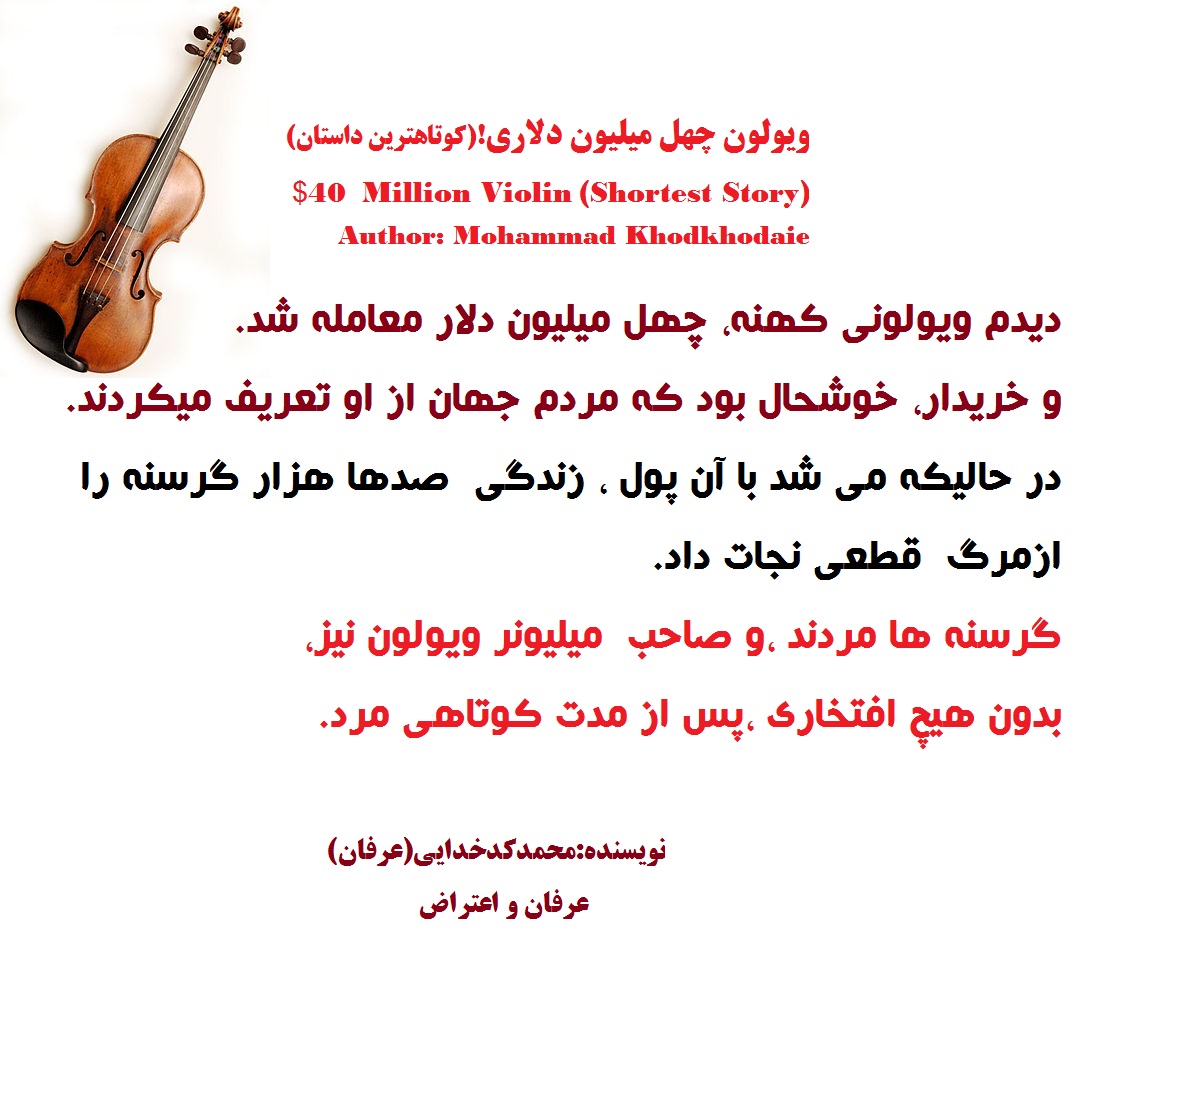 ویولون چهل میلیون دلاری!(کوتاهترین داستان)
$40 Million Violin (Shortest Story)
Author: Mohammad Khodkhodaie
دیدم ویولونی کهنه، چهل میلیون دلار معامله شد.
و خریدار، خوشحال بود که مردم جهان از او تعریف میکردند.
در حالیکه می شد با آن پول ، زندگی صدها هزار گرسنه را
ازمرگ قطعی نجات داد.
گرسنه ها مردند ،و صاحب میلیونر ویولون نیز،
بدون هیچ افتخاری ،پس از مدت کوتاهی مرد.
نویسنده:محمدکدخدایی(عرفان)
عرفان و اعتراض